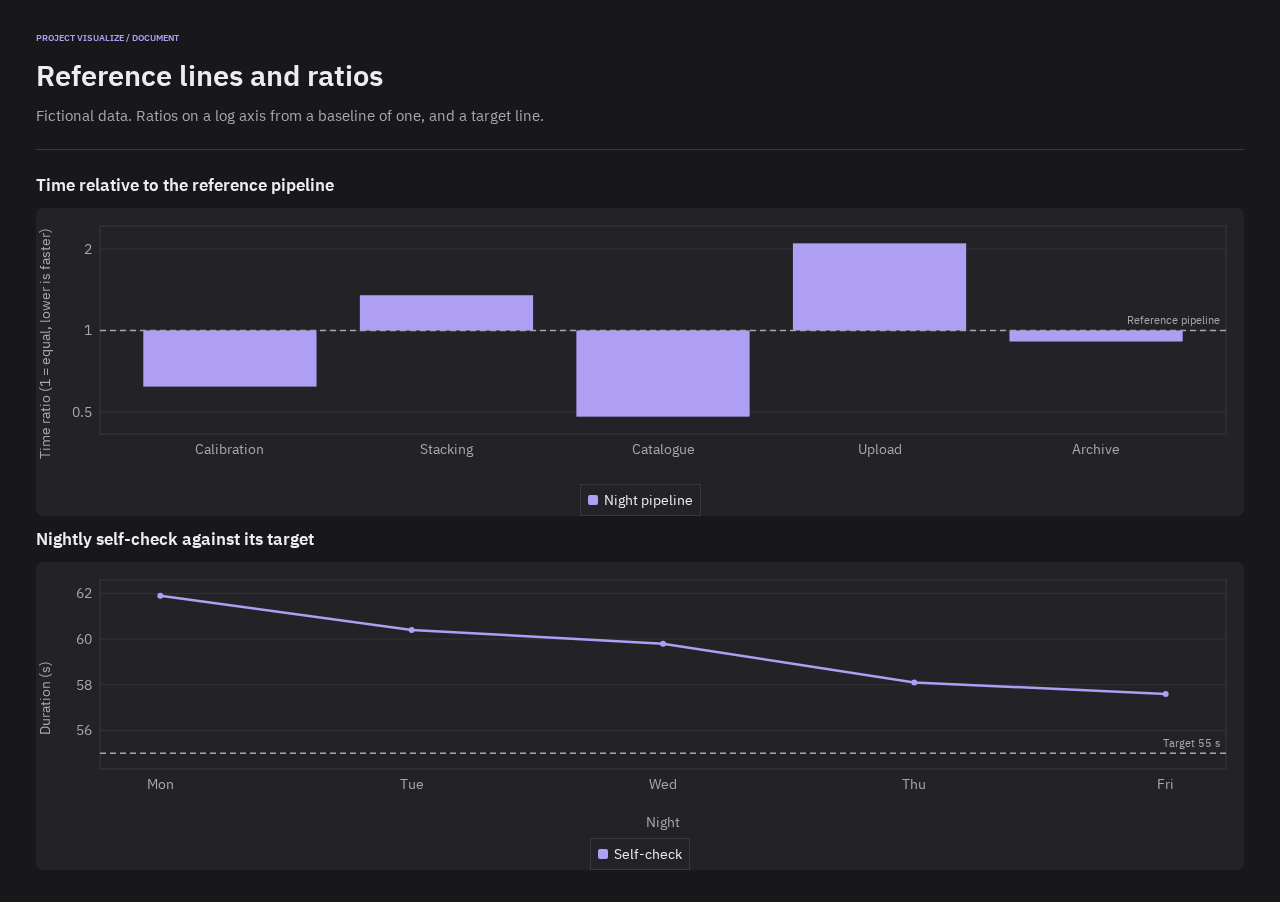 PROJECT VISUALIZE / DOCUMENT
Reference lines and ratios
Fictional data. Ratios on a log axis from a baseline of one, and a target line.
Time relative to the reference pipeline
Time ratio (1 = equal, lower is faster)
2
1
0.5
Reference pipeline
Calibration
Stacking
Catalogue
Upload
Archive
Night pipeline
Nightly self-check against its target
Duration (s)
62
60
58
56
Target 55 s
Mon
Tue
Wed
Thu
Fri
Night
Self-check